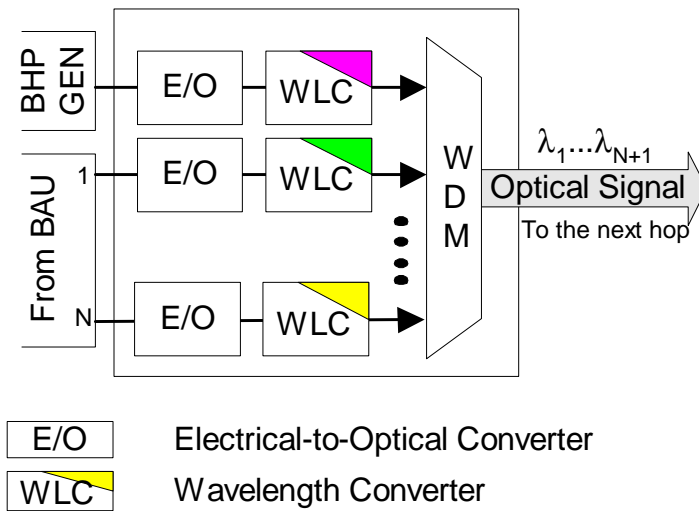 BHP
GEN
E/O
WLC
From BAU
1
E/O
WLC
N
E/O
WLC
W
D
M
λ1...λN+1
Optical Signal
To the next hop
E/O
Electrical-to-Optical Converter
WLC
Wavelength Converter